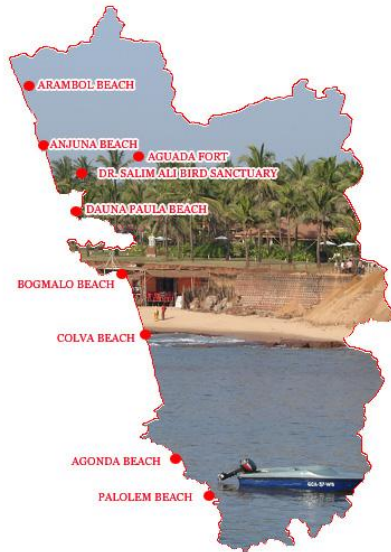 ARAMBOL BEACH
ANJUNA BEACH
AGUADA FORT
DR. SALIM ALI BIRD SANCTUARY
DAUNA PAULA BEACH
BOGMALO BEACH
COLVA BEACH
AGONDA BEACH
PALOLEM BEACH